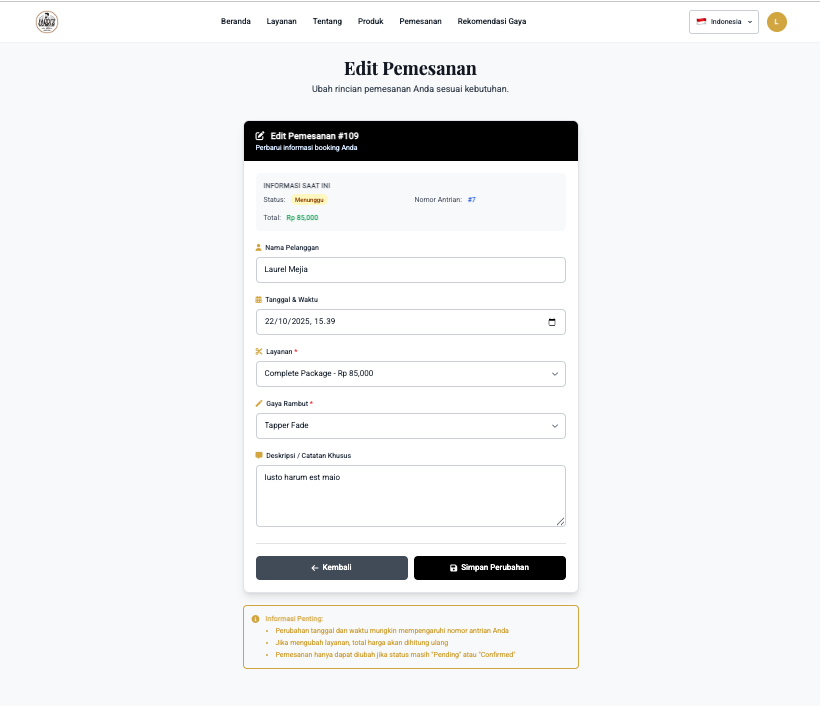 Beranda Layanan Tentang Produk Pemesanan Rekomendasi Gaya Indonesia L
Edit Pemesanan
Ubah rincian pemesanan Anda sesuai kebutuhan.
Edit Pemesanan #109
Perbarui informasi booking Anda
INFORMASI SAAT INI
Status: Menunggu Nomor Antrian: #7
Total: Rp 85,000
Nama Pelanggan
Laurel Mejia
Tanggal & Waktu
22/10/2025, 15.39
Layanan *
Complete Package - Rp 85,000
Gaya Rambut *
Tapper Fade
Deskripsi / Catatan Khusus
Iusto harum est maio
Kembali Simpan Perubahan
Informasi Penting:
• Perubahan tanggal dan waktu mungkin mempengaruhi nomor antrian Anda
• Jika mengubah layanan, total harga akan dihitung ulang
• Pemesanan hanya dapat diubah jika status masih "Pending" atau "Confirmed"